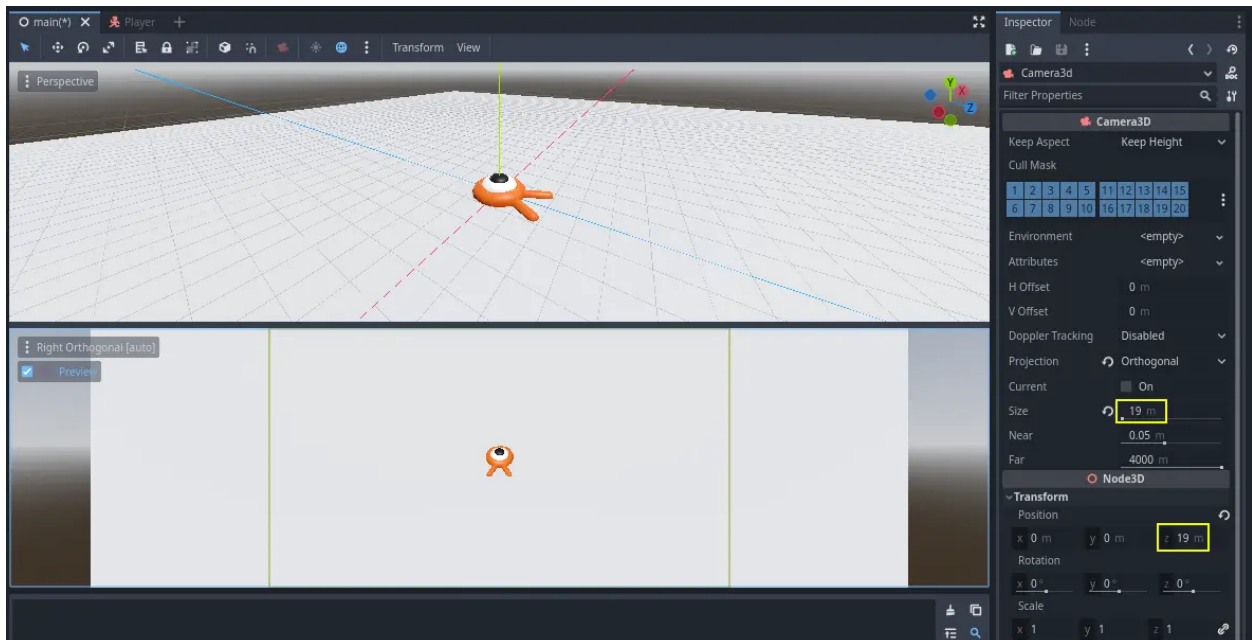 main(*)
Player
Transform View
Perspective
Y
X
Z
Right Orthogonal [auto]
Preview
Inspector Node
Camera3d
DOC
Filter Properties
Camera3D
Keep Aspect Keep Height
Cull Mask
1 2 3 4 5 11 12 13 14 15
6 7 8 9 10 16 17 18 19 20
Environment <empty>
Attributes <empty>
H Offset 0 m
V Offset 0 m
Doppler Tracking Disabled
Projection Orthogonal
Current On
Size 19 m
Near 0.05 m
Far 4000 m
Node3D
Transform
Position
x 0 m y 0 m z 19 m
Rotation
x 0° y 0° z 0°
Scale
x 1 y 1 z 1